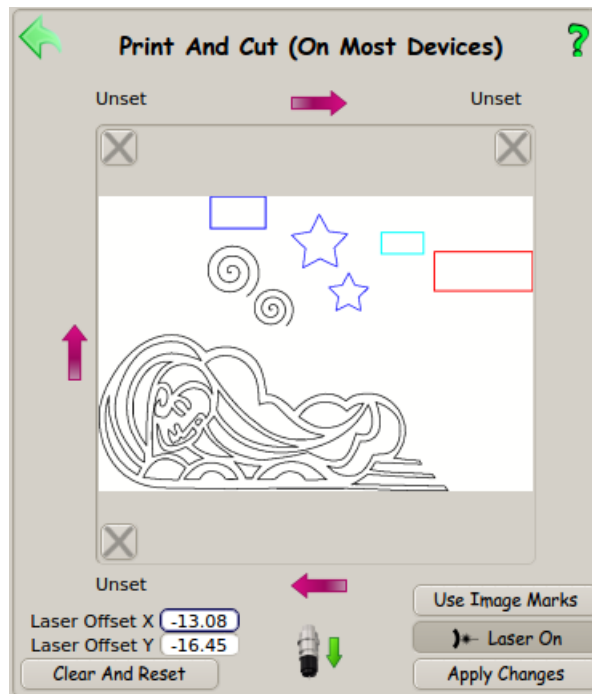 Print And Cut (On Most Devices)
Unset
Unset
Unset
Laser Offset X -13.08
Laser Offset Y -16.45
Clear And Reset
Use Image Marks
Laser On
Apply Changes